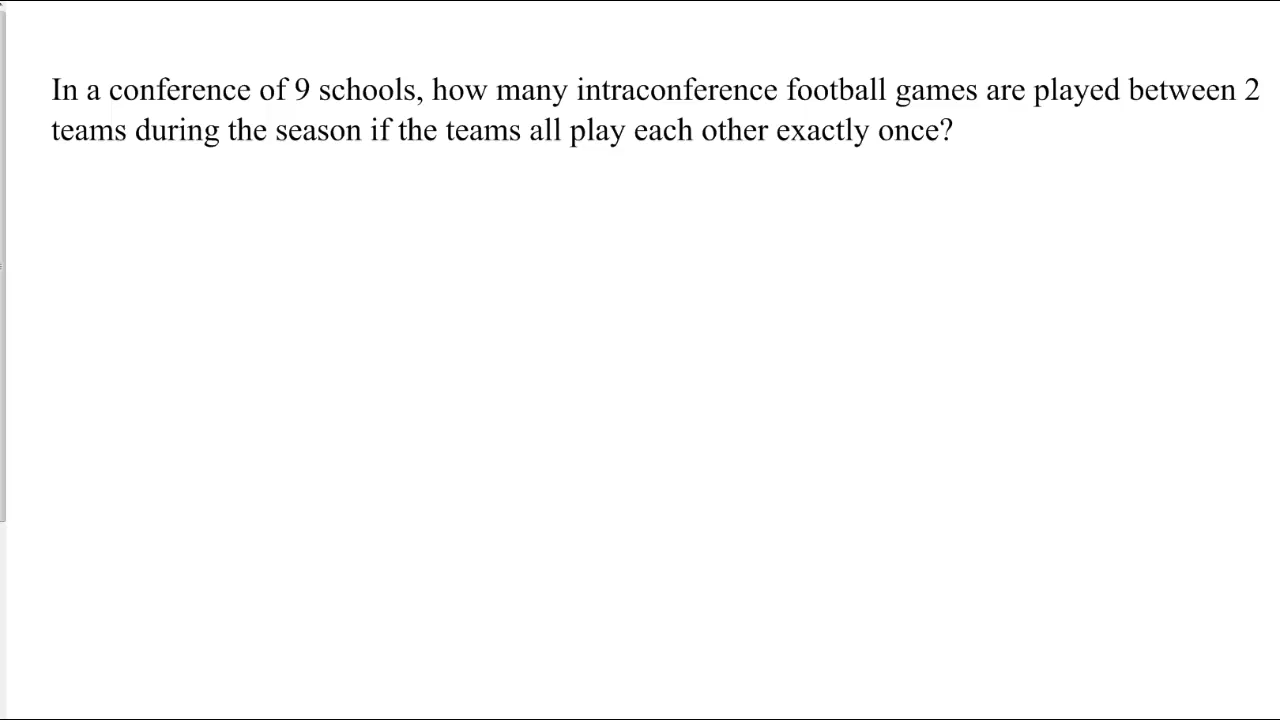 In a conference of 9 schools, how many intraconference football games are played between 2
teams during the season if the teams all play each other exactly once?